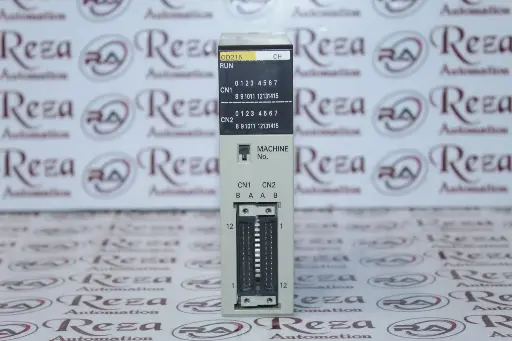 OD215 CH
RUN
CN1
0 1 2 3 4 5 6 7
8 9 10 11 12 13 14 15
CN2
0 1 2 3 4 5 6 7
8 9 10 11 12 13 14 15
MACHINE
No.
CN1 CN2
B A A B
12 1
1 12
Reza
Automation
RA